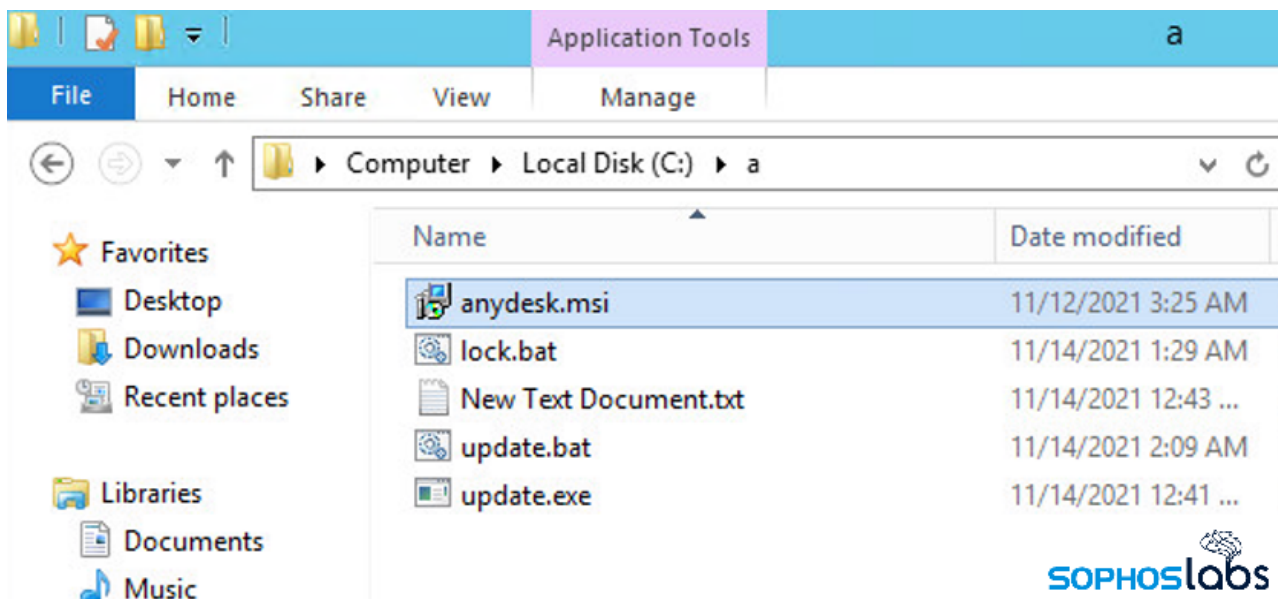 Application Tools a
File Home Share View Manage
Computer Local Disk (C:) a
Name Date modified
Favorites
Desktop anydesk.msi 11/12/2021 3:25 AM
Downloads lock.bat 11/14/2021 1:29 AM
Recent places New Text Document.txt 11/14/2021 12:43 ...
update.bat 11/14/2021 2:09 AM
Libraries update.exe 11/14/2021 12:41 ...
Documents
Music
SOPHOSlabs